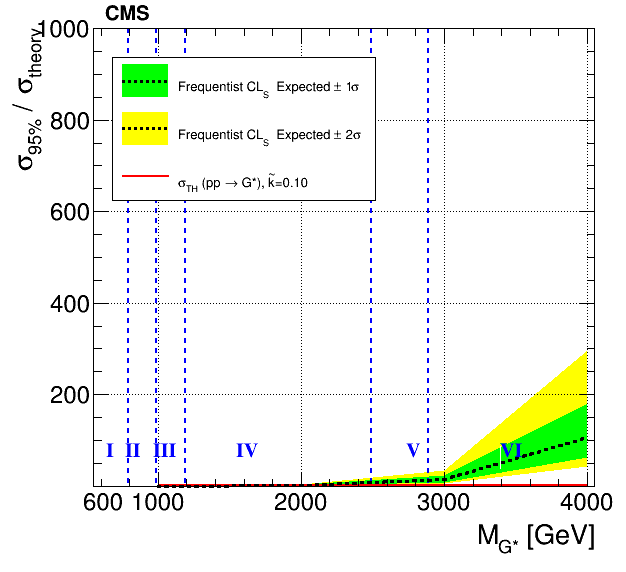 CMS
σ95% / σtheory
1000
800
600
400
200
Frequentist CLS Expected ± 1σ
Frequentist CLS Expected ± 2σ
σTH (pp → G*), k̃=0.10
I II III IV V VI
600 1000 2000 3000 4000
MG* [GeV]